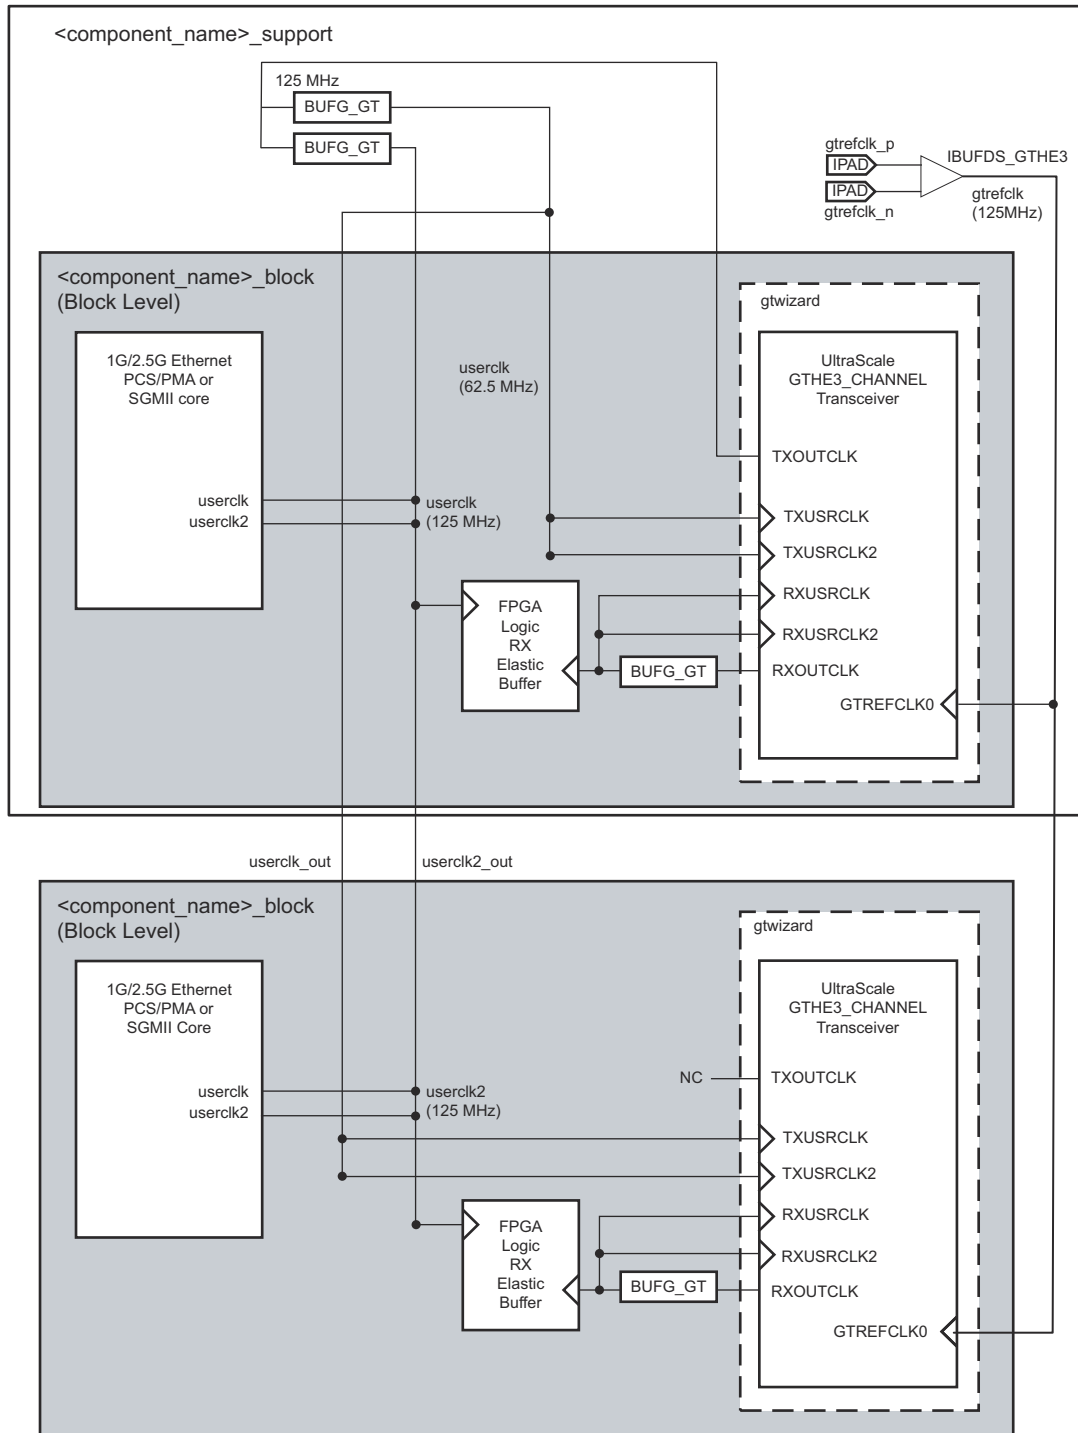 <component_name>_support
125 MHz
BUFG_GT
BUFG_GT
gtrefclk_p
IPAD
IPAD
gtrefclk_n
IBUFDS_GTHE3
gtrefclk
(125MHz)
<component_name>_block
(Block Level)
1G/2.5G Ethernet
PCS/PMA or
SGMII core
userclk
userclk2
userclk
(62.5 MHz)
userclk
(125 MHz)
FPGA
Logic
RX
Elastic
Buffer
BUFG_GT
gtwizard
UltraScale
GTHE3_CHANNEL
Transceiver
TXOUTCLK
TXUSRCLK
TXUSRCLK2
RXUSRCLK
RXUSRCLK2
RXOUTCLK
GTREFCLK0
userclk_out
userclk2_out
<component_name>_block
(Block Level)
1G/2.5G Ethernet
PCS/PMA or
SGMII Core
userclk
userclk2
userclk2
(125 MHz)
FPGA
Logic
RX
Elastic
Buffer
BUFG_GT
gtwizard
UltraScale
GTHE3_CHANNEL
Transceiver
NC
TXOUTCLK
TXUSRCLK
TXUSRCLK2
RXUSRCLK
RXUSRCLK2
RXOUTCLK
GTREFCLK0